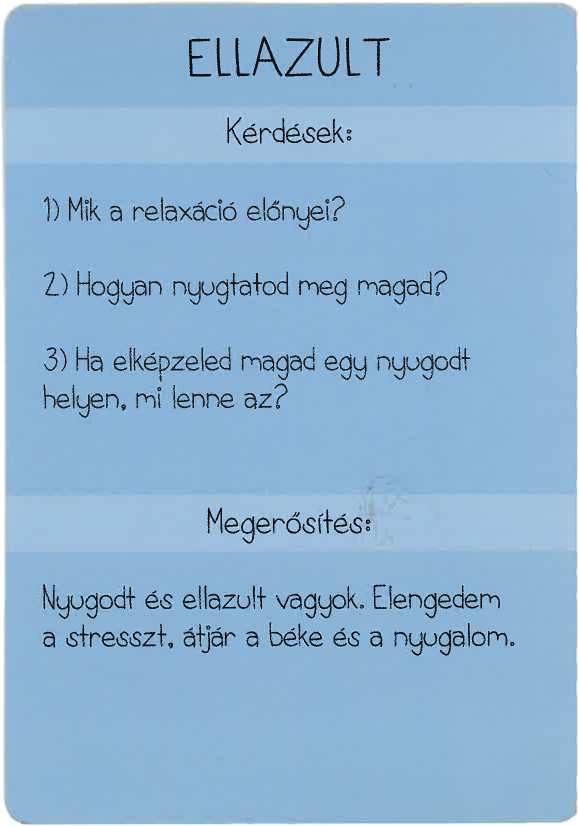 ELLAZULT
Kérdések:
1) Mik a relaxáció előnyei?
2) Hogyan nyugtatod meg magad?
3) Ha elképzeled magad egy nyugodt
helyen, mi lenne az?
Megerősítés:
Nyugodt és ellazult vagyok. Elengedem
a stresszt, átjár a béke és a nyugalom.